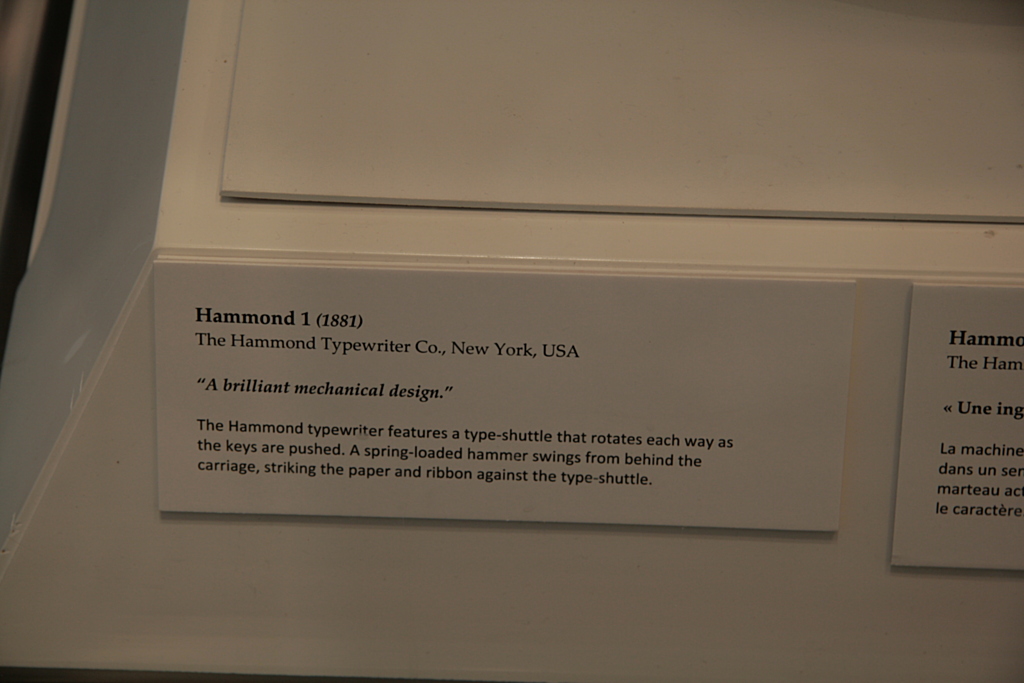 Hammond 1 (1881)
The Hammond Typewriter Co., New York, USA
“A brilliant mechanical design.”
The Hammond typewriter features a type-shuttle that rotates each way as
the keys are pushed. A spring-loaded hammer swings from behind the
carriage, striking the paper and ribbon against the type-shuttle.
Hammo
The Ham
« Une ing
La machine
dans un sen
marteau act
le caractère